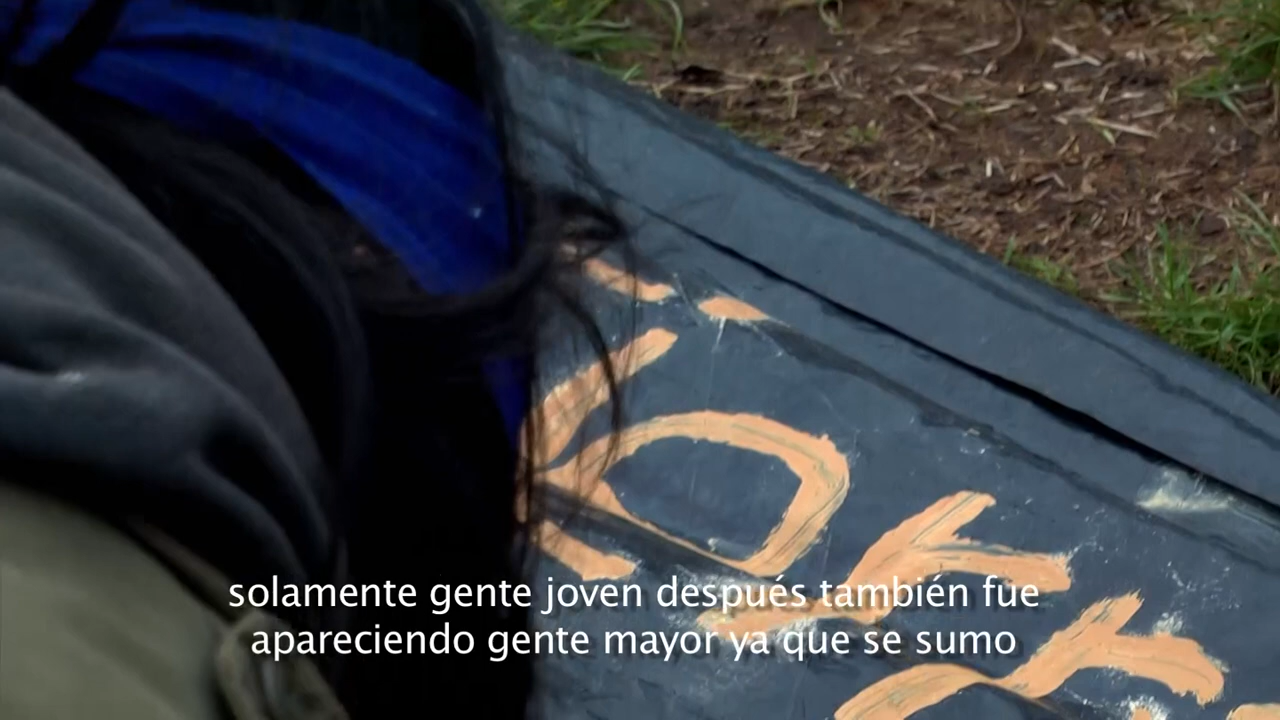 solamente gente joven después también fue
apareciendo gente mayor ya que se sumo